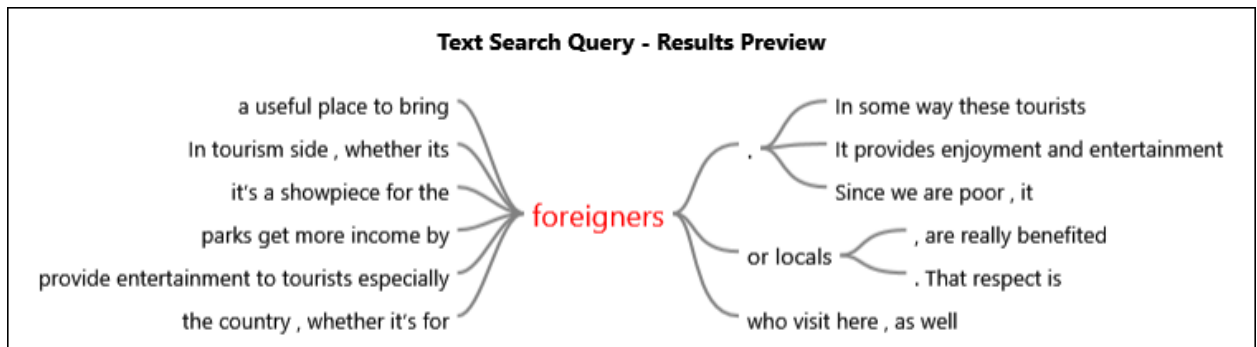 Text Search Query - Results Preview
a useful place to bring
In tourism side , whether its
it's a showpiece for the
parks get more income by
provide entertainment to tourists especially
the country , whether it's for
foreigners
.
In some way these tourists
It provides enjoyment and entertainment
Since we are poor , it
or locals
, are really benefited
. That respect is
who visit here , as well